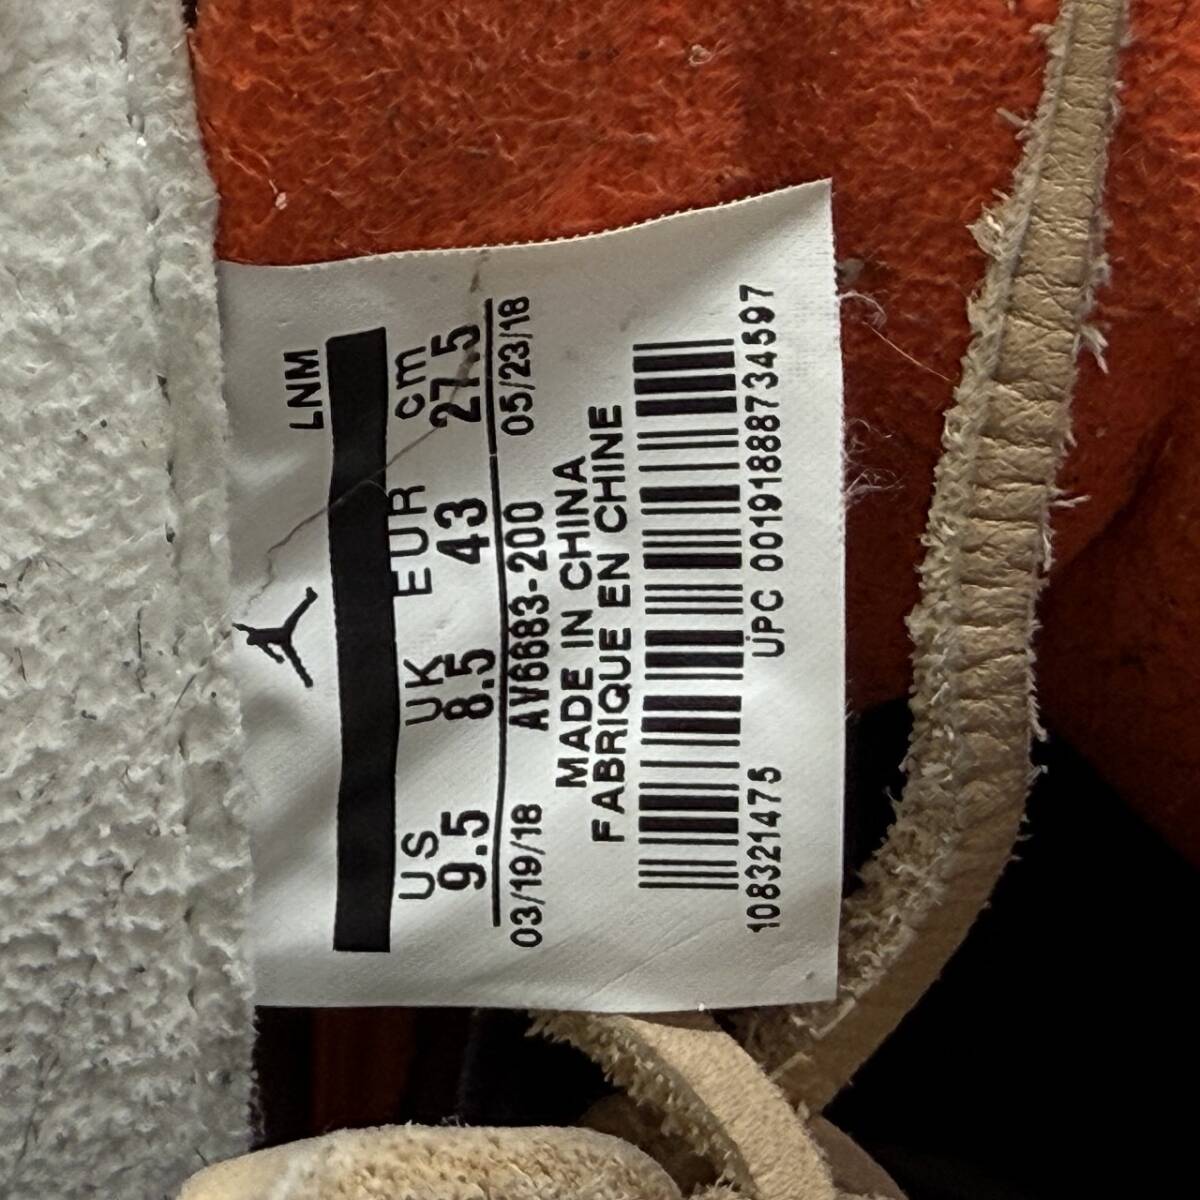 LNM
US UK EUR cm
9.5 8.5 43 27.5
03/19/18 AV6683-200 05/23/18
MADE IN CHINA
FABRIQUE EN CHINE
108321475 UPC 00191888734597